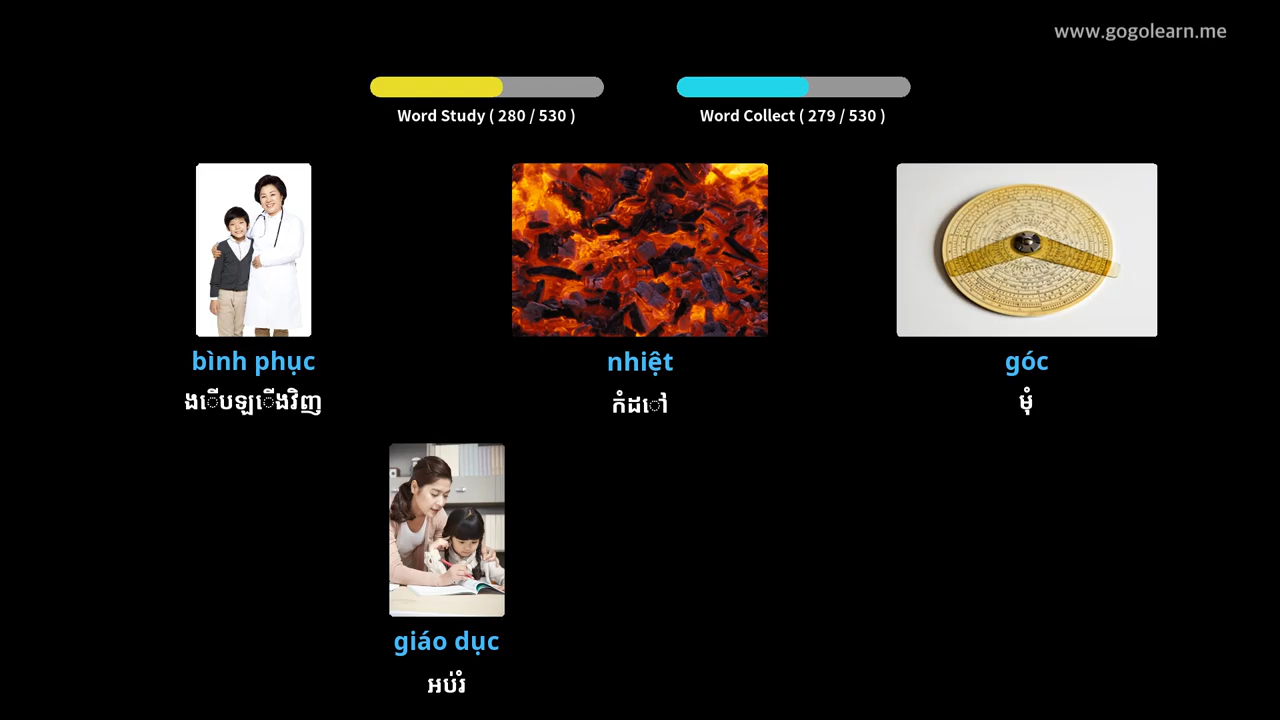 www.gogolearn.me
Word Study ( 280 / 530 )
Word Collect ( 279 / 530 )
bình phục
ងើបឡើងវិញ
nhiệt
កំដៅ
góc
មុំ
giáo dục
អប់រំ